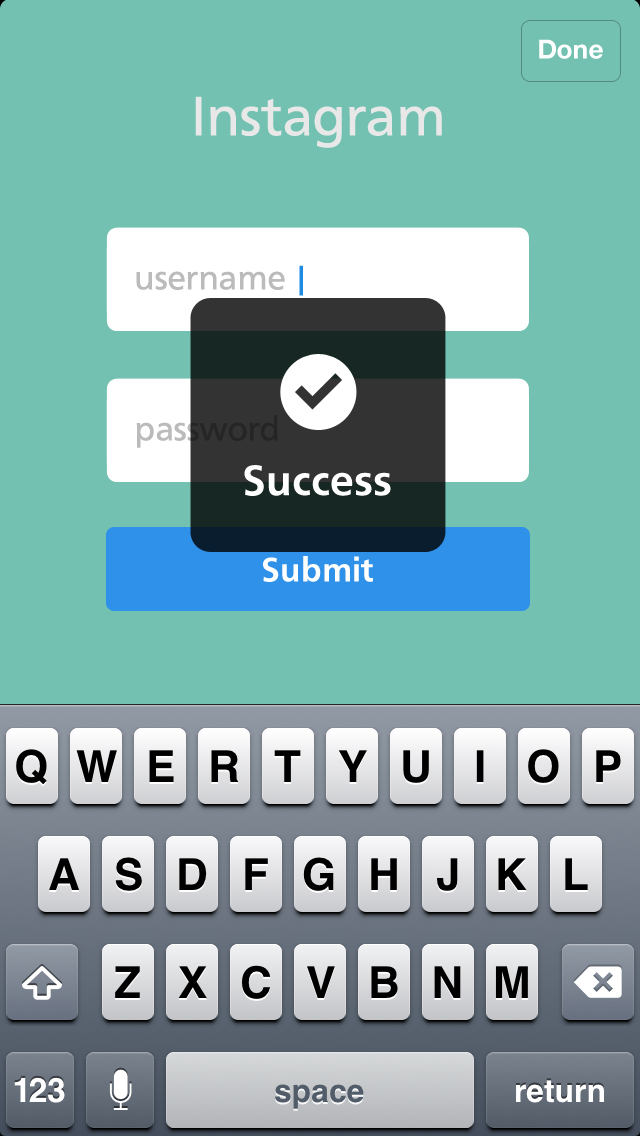 Done
Instagram
username
password
Success
Submit
Q W E R T Y U I O P
A S D F G H J K L
Z X C V B N M
123 space return